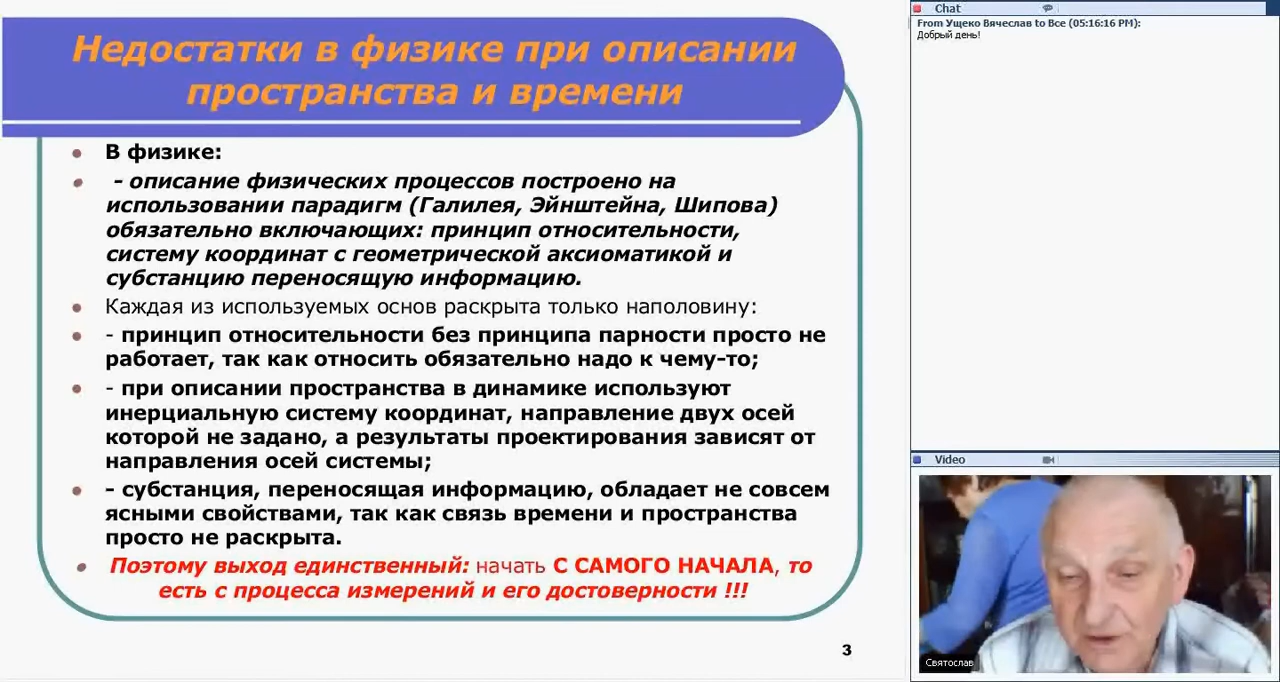 Недостатки в физике при описании
пространства и времени
В физике:
- описание физических процессов построено на
использовании парадигм (Галилея, Эйнштейна, Шипова)
обязательно включающих: принцип относительности,
систему координат с геометрической аксиоматикой и
субстанцию переносящую информацию.
Каждая из используемых основ раскрыта только наполовину:
- принцип относительности без принципа парности просто не
работает, так как относить обязательно надо к чему-то;
- при описании пространства в динамике используют
инерциальную систему координат, направление двух осей
которой не задано, а результаты проектирования зависят от
направления осей системы;
- субстанция, переносящая информацию, обладает не совсем
ясными свойствами, так как связь времени и пространства
просто не раскрыта.
Поэтому выход единственный: начать С САМОГО НАЧАЛА, то
есть с процесса измерений и его достоверности !!!
3
Chat
From Ущеко Вячеслав to Все (05:16:16 PM):
Добрый день!
Video
Святослав